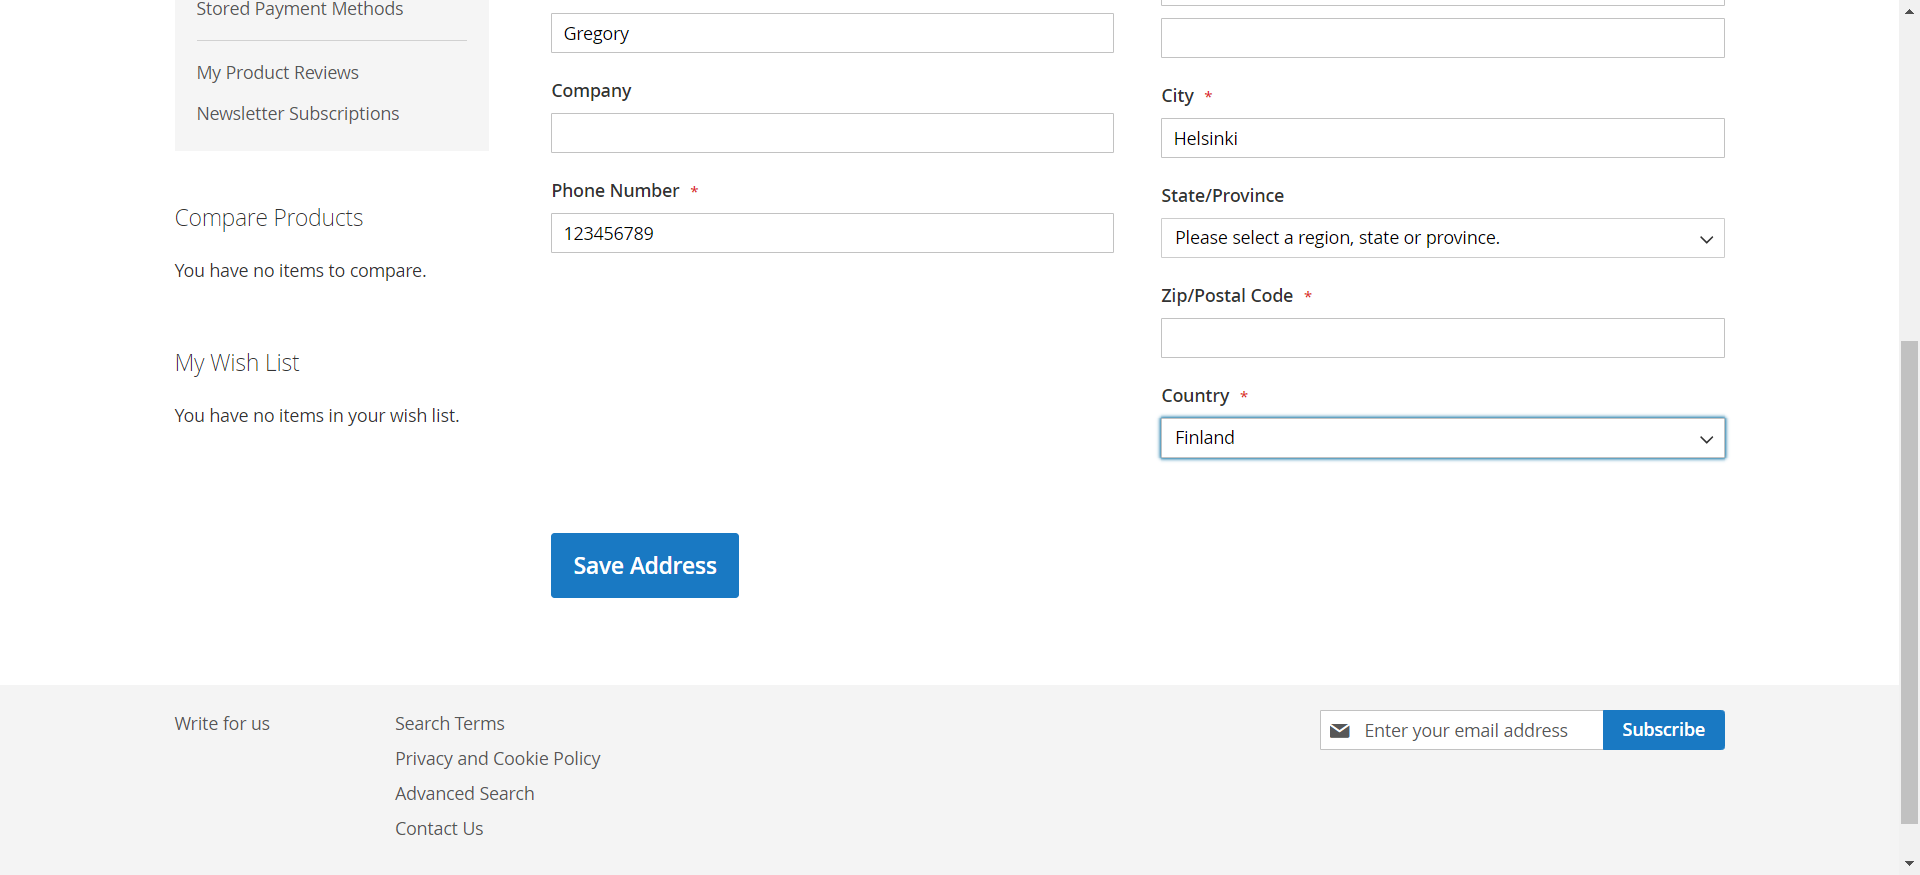 Stored Payment Methods
My Product Reviews
Newsletter Subscriptions
Compare Products
You have no items to compare.
My Wish List
You have no items in your wish list.
Gregory
Company
Phone Number *
123456789
City *
Helsinki
State/Province
Please select a region, state or province.
Zip/Postal Code *
Country *
Finland
Save Address
Write for us
Search Terms
Privacy and Cookie Policy
Advanced Search
Contact Us
Enter your email address
Subscribe